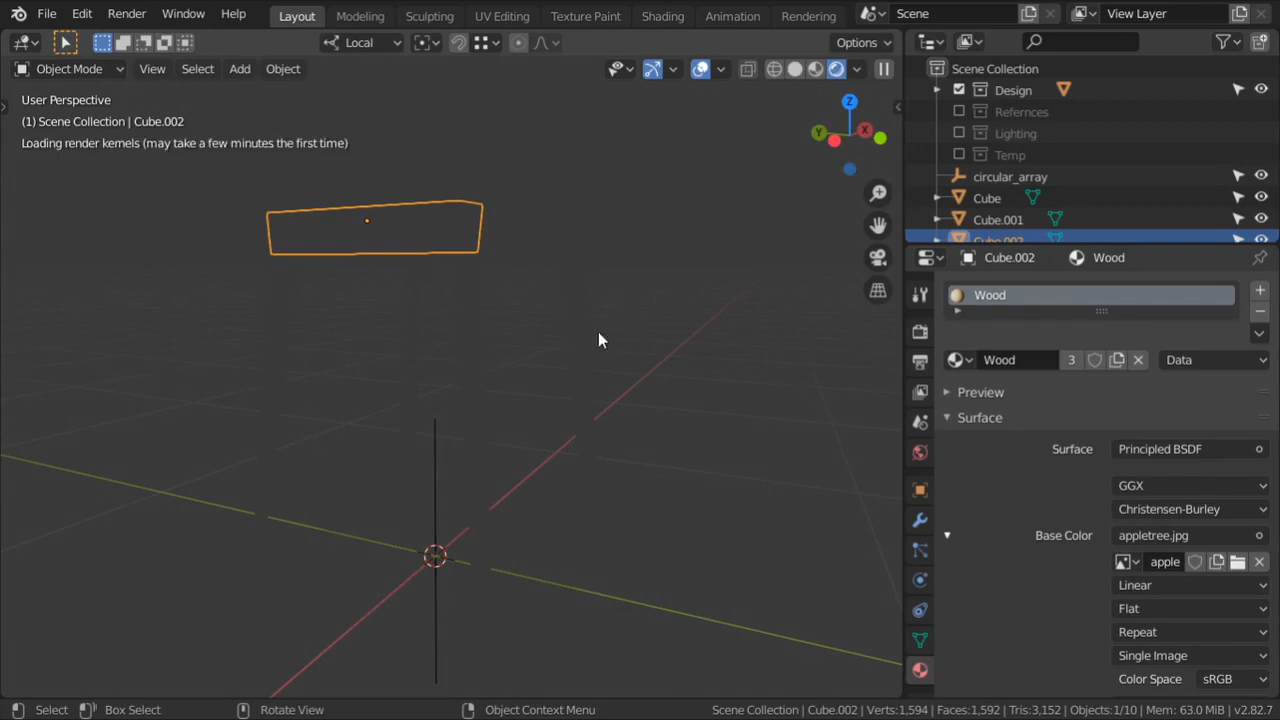 File Edit Render Window Help Layout Modeling Sculpting UV Editing Texture Paint Shading Animation Rendering Scene View Layer
Local Options
Object Mode View Select Add Object
User Perspective
(1) Scene Collection | Cube.002
Loading render kernels (may take a few minutes the first time)
Z
Y
X
Scene Collection
Design
Refernces
Lighting
Temp
circular_array
Cube
Cube.001
Cube.002
Cube.002 Wood
Wood
Wood 3 Data
Preview
Surface
Surface Principled BSDF
GGX
Christensen-Burley
Base Color appletree.jpg
apple
Linear
Flat
Repeat
Single Image
Color Space sRGB
Select Box Select Rotate View Object Context Menu Scene Collection | Cube.002 | Verts:1,594 | Faces:1,592 | Tris:3,152 | Objects:1/10 | Mem: 63.0 MiB | v2.82.7